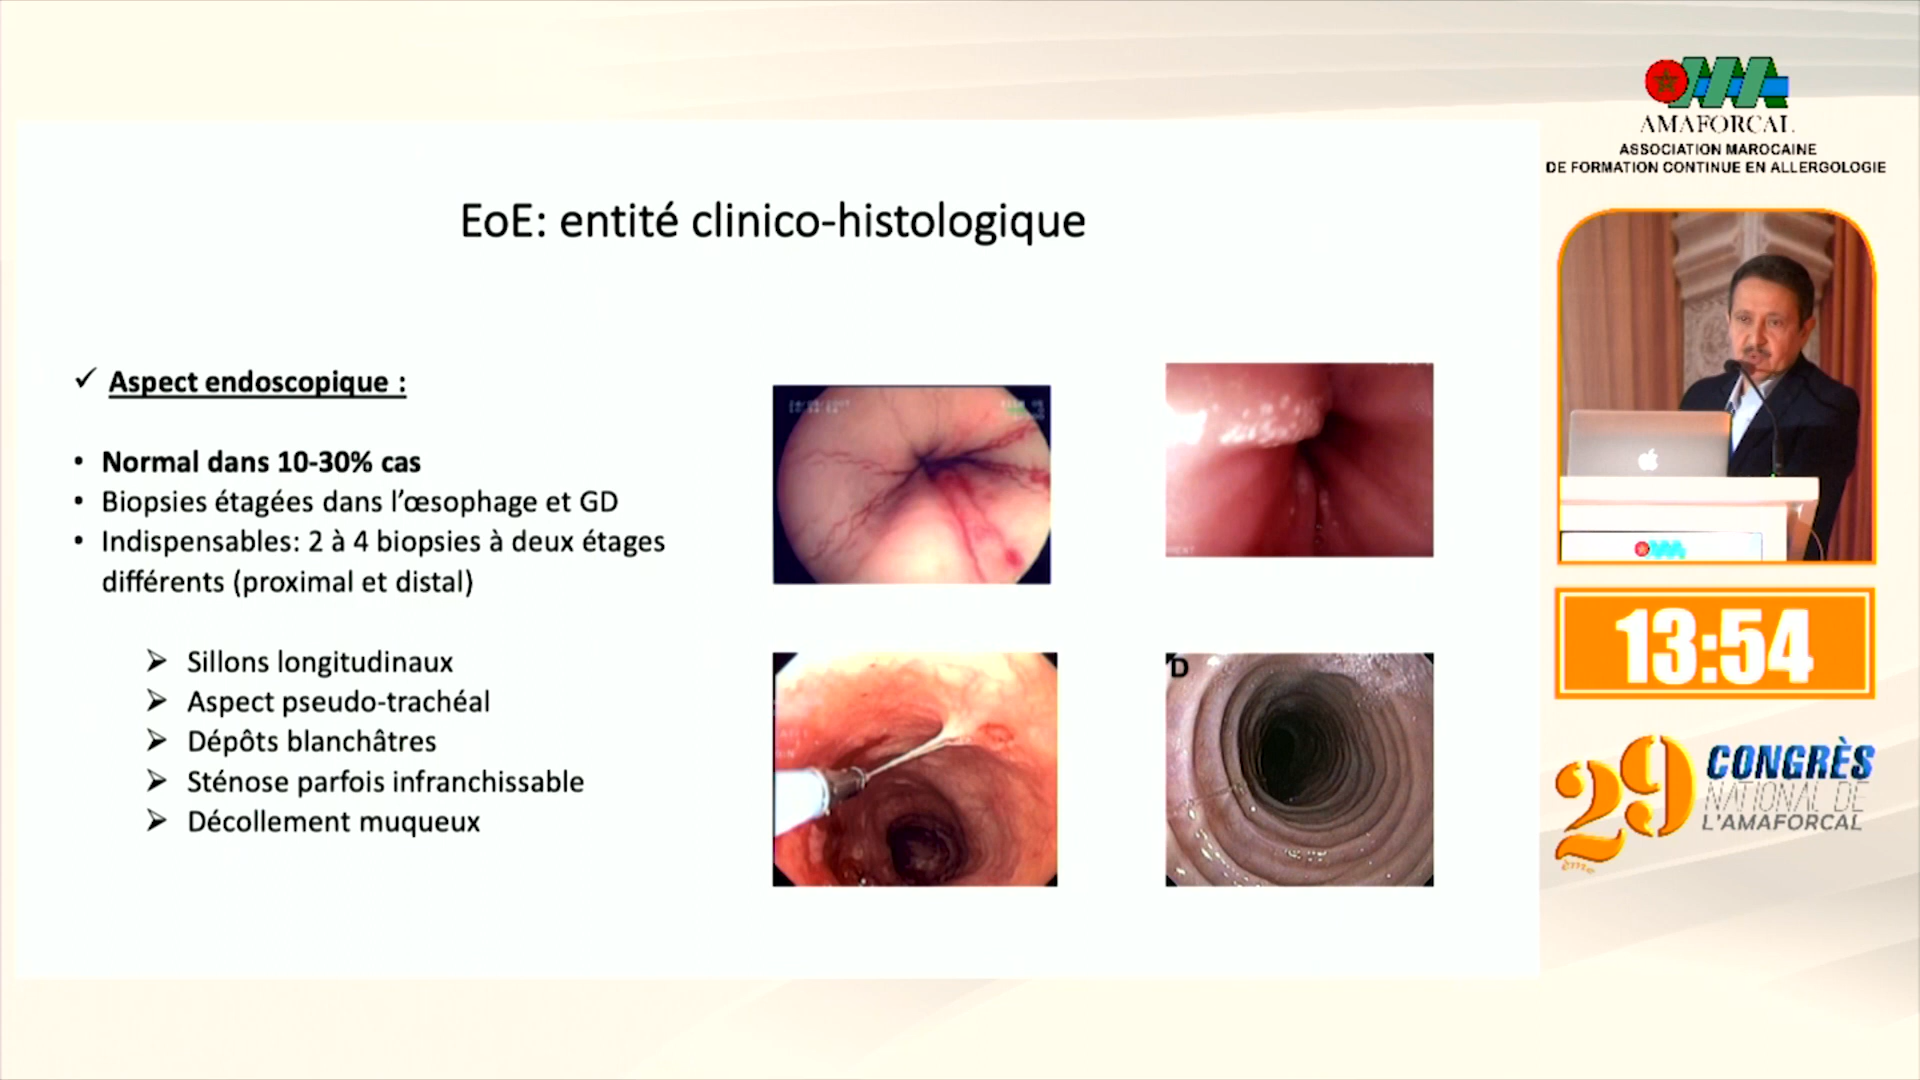 EoE: entité clinico-histologique
✓ Aspect endoscopique :
• Normal dans 10-30% cas
• Biopsies étagées dans l’œsophage et GD
• Indispensables: 2 à 4 biopsies à deux étages
différents (proximal et distal)
➢ Sillons longitudinaux
➢ Aspect pseudo-trachéal
➢ Dépôts blanchâtres
➢ Sténose parfois infranchissable
➢ Décollement muqueux
D
AMAFORCAL
ASSOCIATION MAROCAINE
DE FORMATION CONTINUE EN ALLERGOLOGIE
13:54
29ème
CONGRÈS
NATIONAL DE
L'AMAFORCAL